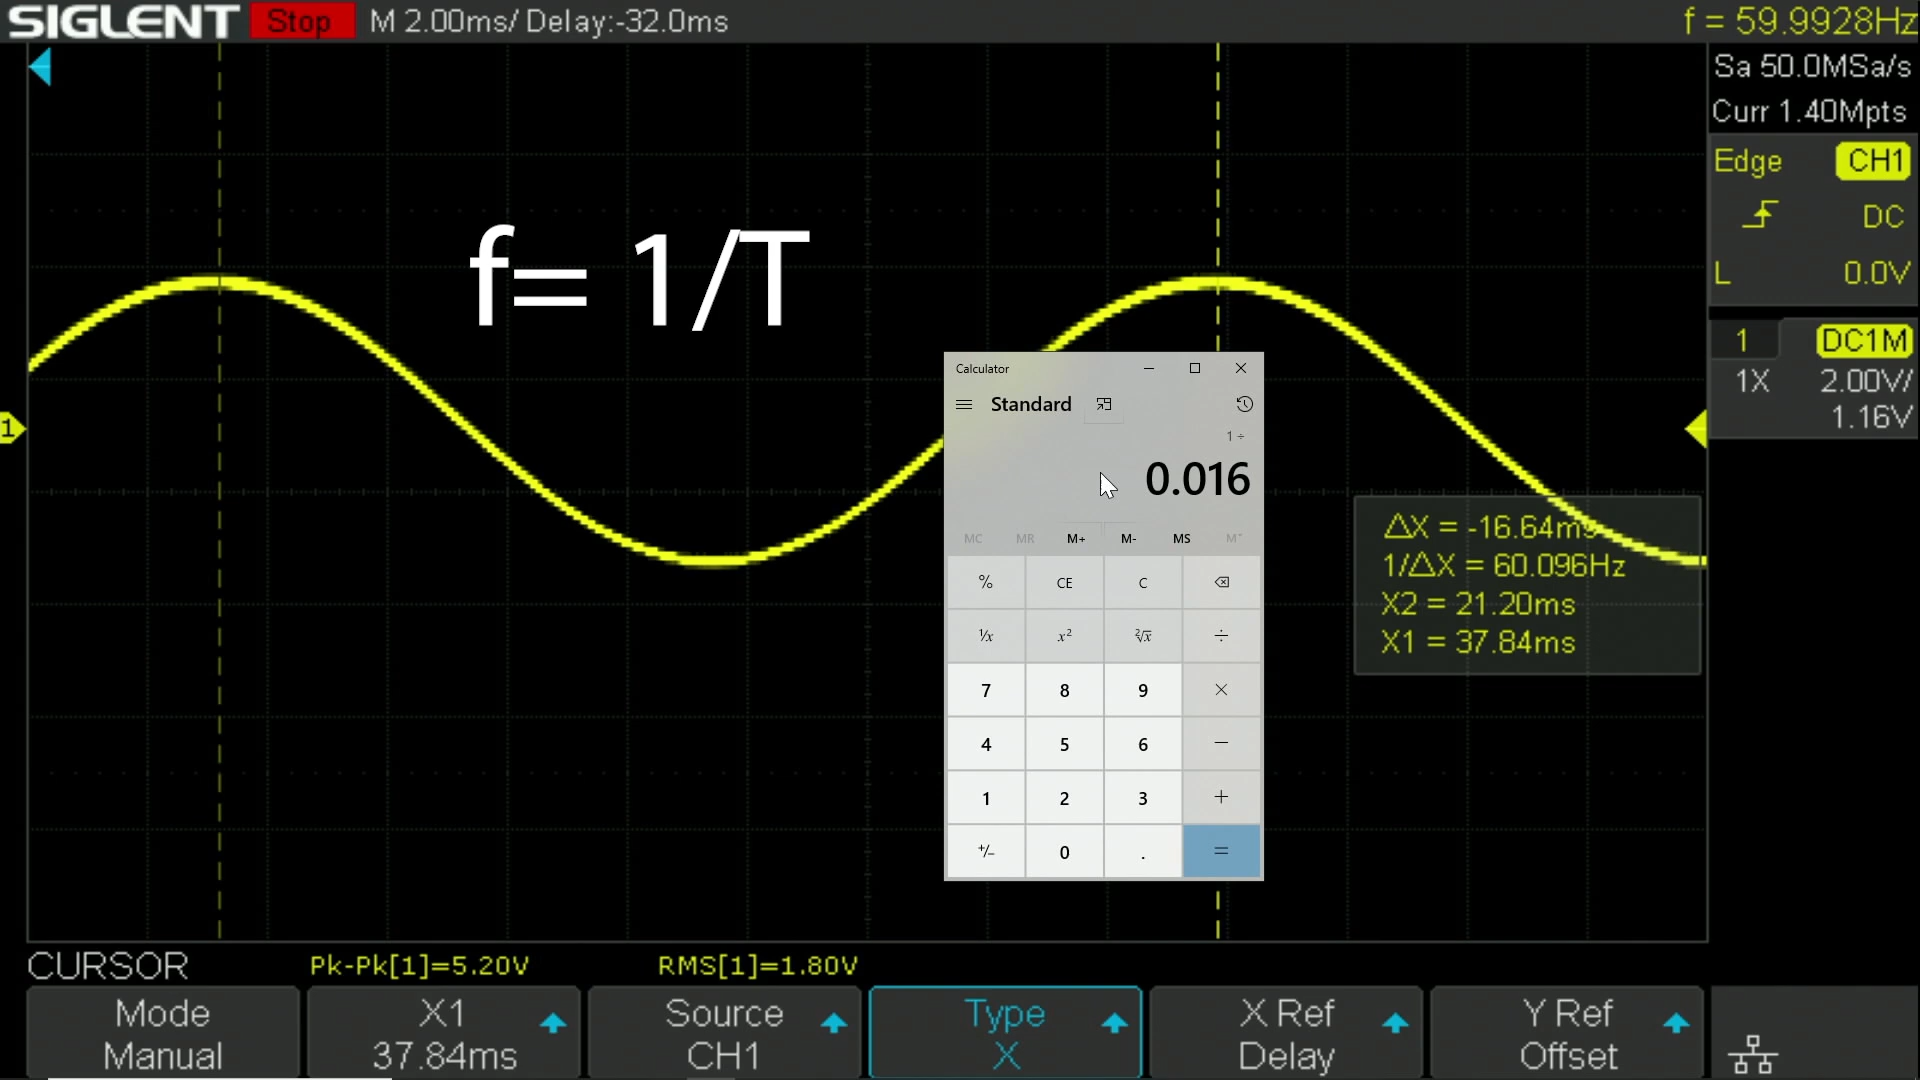 SIGLENT Stop M 2.00ms/ Delay:-32.0ms f = 59.9928Hz
Sa 50.0MSa/s
Curr 1.40Mpts
Edge CH1
DC
L 0.0V
1 DC1M
1X 2.00V/
1.16V
f= 1/T
1
Calculator
Standard
1 ÷
0.016
MC MR M+ M- MS M˅
% CE C
¹/x x² ²√x ÷
7 8 9 ×
4 5 6 −
1 2 3 +
+/− 0 . =
△X = -16.64ms
1/△X = 60.096Hz
X2 = 21.20ms
X1 = 37.84ms
CURSOR Pk-Pk[1]=5.20V RMS[1]=1.80V
Mode X1 Source Type X Ref Y Ref
Manual 37.84ms CH1 X Delay Offset